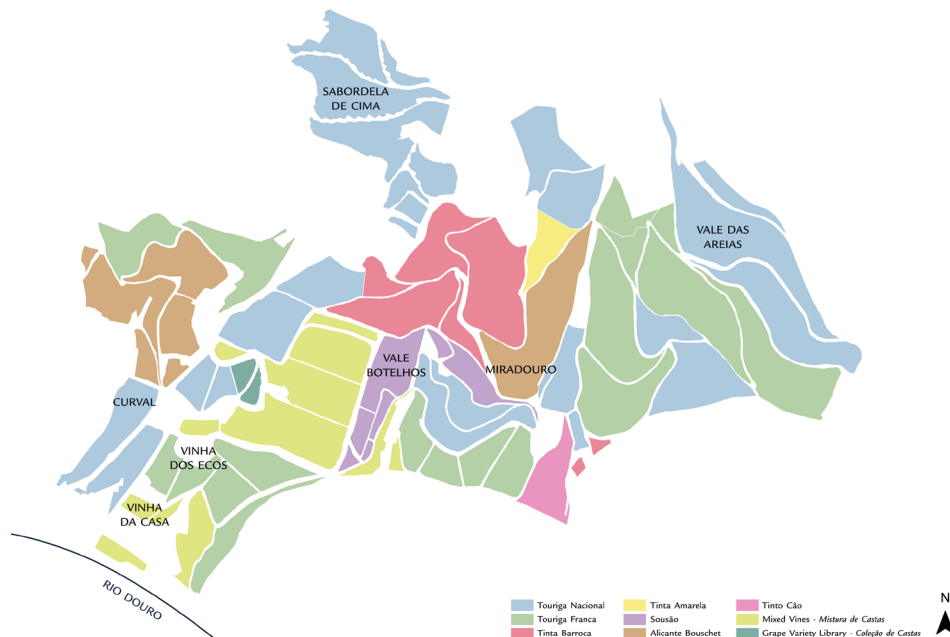 SABORDELA
DE CIMA
VALE DAS
AREIAS
VALE
BOTELHOS
MIRADOURO
CURVAL
VINHA
DOS ECOS
VINHA
DA CASA
RIO DOURO
Touriga Nacional
Touriga Franca
Tinta Barroca
Tinta Amarela
Sousão
Alicante Bouschet
Tinto Cão
Mixed Vines - Mistura de Castas
Grape Variety Library - Coleção de Castas
N